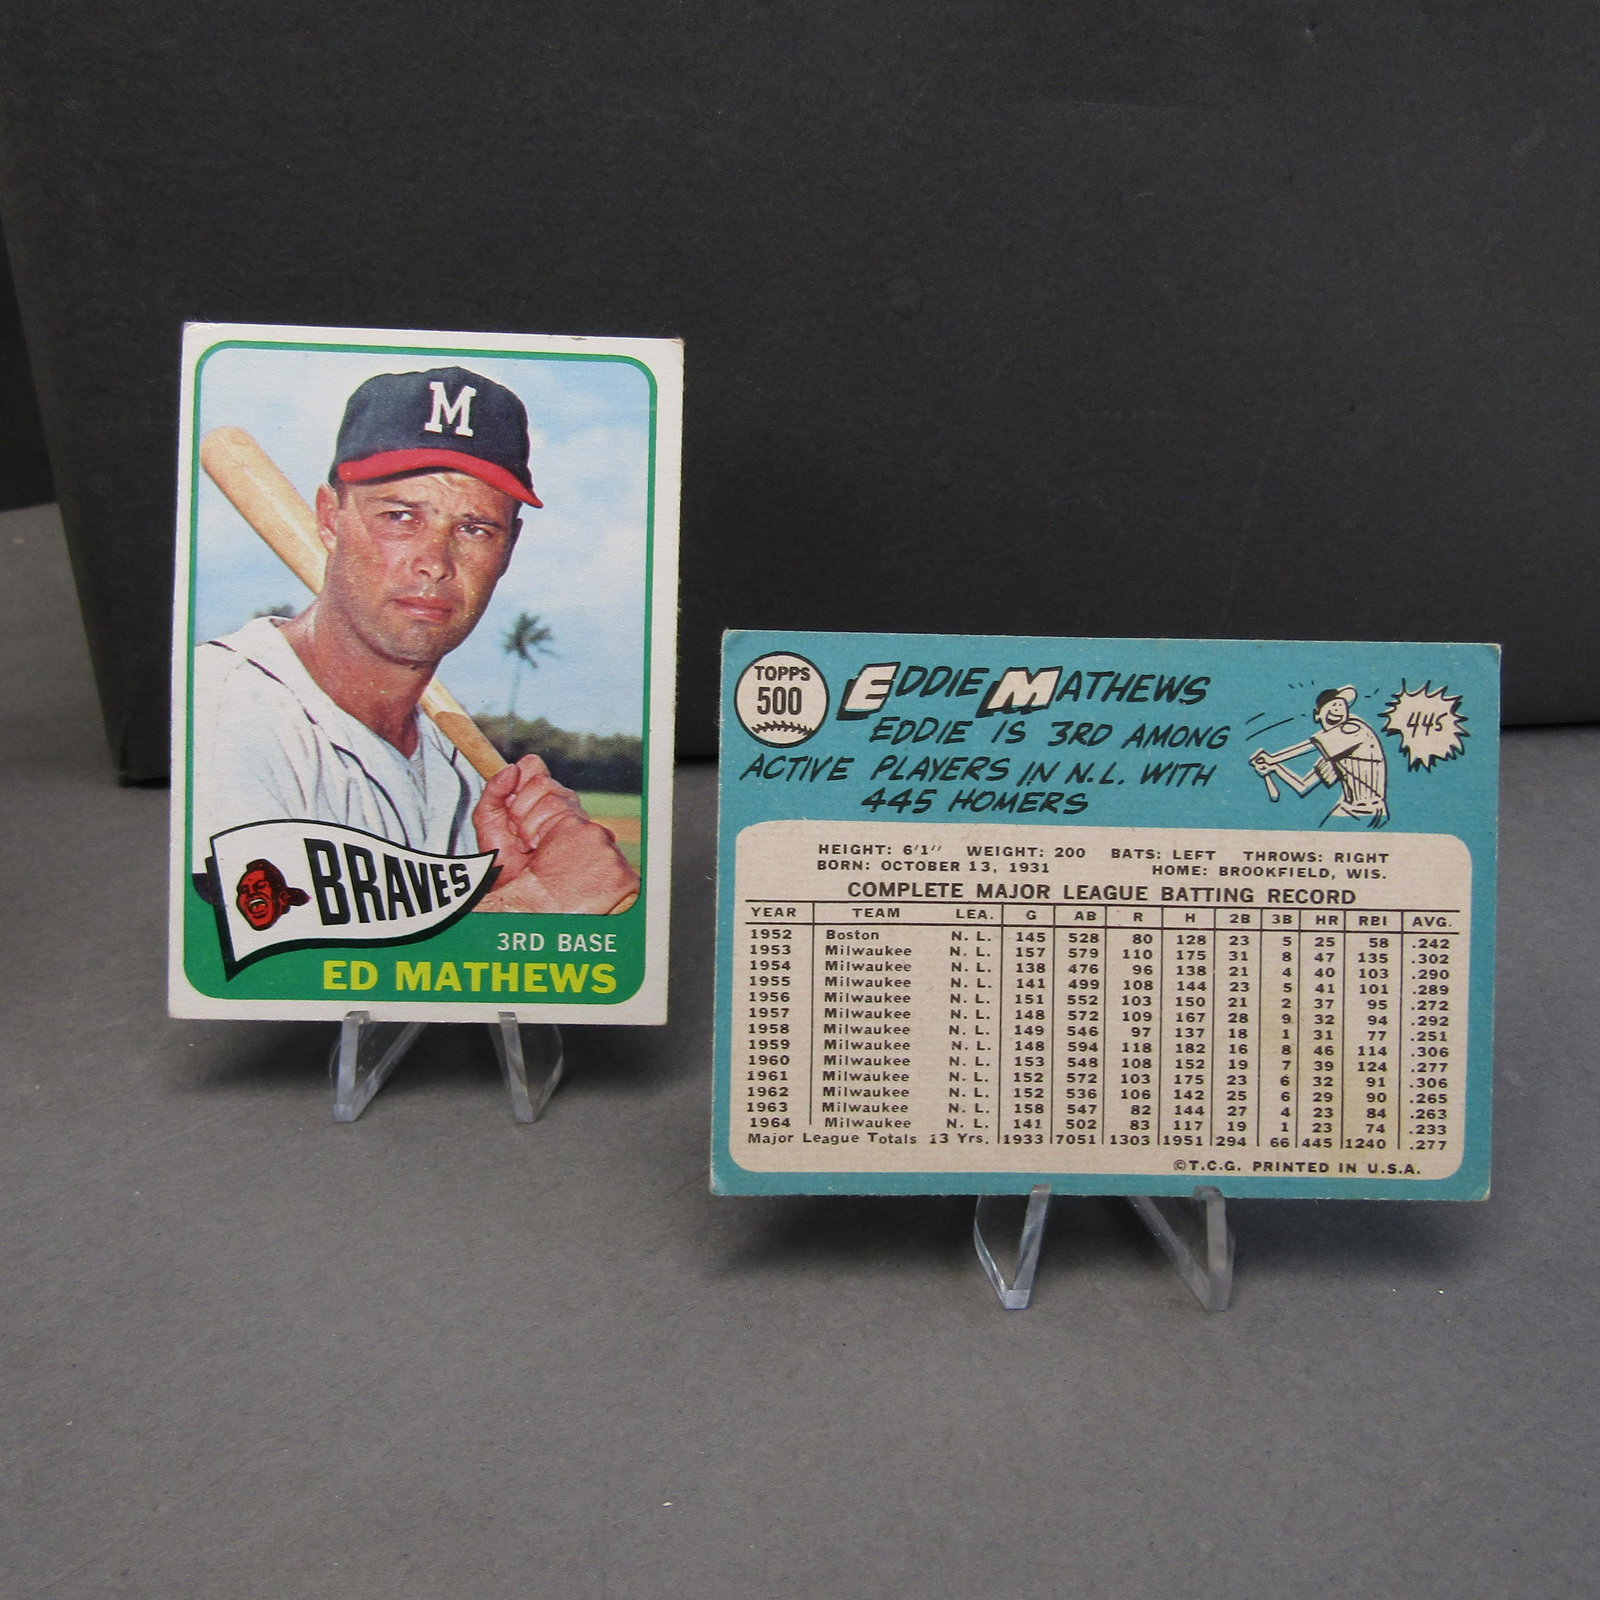 M
BRAVES
3RD BASE
ED MATHEWS
TOPPS
500
EDDIE MATHEWS
EDDIE IS 3RD AMONG
ACTIVE PLAYERS IN N.L. WITH
445 HOMERS
445
HEIGHT: 6'1" WEIGHT: 200 BATS: LEFT THROWS: RIGHT
BORN: OCTOBER 13, 1931 HOME: BROOKFIELD, WIS.
COMPLETE MAJOR LEAGUE BATTING RECORD
YEAR TEAM LEA. G AB R H 2B 3B HR RBI AVG.
1952 Boston N. L. 145 528 80 128 23 5 25 58 .242
1953 Milwaukee N. L. 157 579 110 175 31 8 47 135 .302
1954 Milwaukee N. L. 138 476 96 138 21 4 40 103 .290
1955 Milwaukee N. L. 141 499 108 144 23 5 41 101 .289
1956 Milwaukee N. L. 151 552 103 150 21 2 37 95 .272
1957 Milwaukee N. L. 148 572 109 167 28 9 32 94 .292
1958 Milwaukee N. L. 149 546 97 137 18 1 31 77 .251
1959 Milwaukee N. L. 148 594 118 182 16 8 46 114 .306
1960 Milwaukee N. L. 153 548 108 152 19 7 39 124 .277
1961 Milwaukee N. L. 152 572 103 175 23 6 32 91 .306
1962 Milwaukee N. L. 152 536 106 142 25 6 29 90 .265
1963 Milwaukee N. L. 158 547 82 144 27 4 23 84 .263
1964 Milwaukee N. L. 141 502 83 117 19 1 23 74 .233
Major League Totals 13 Yrs. 1933 7051 1303 1951 294 66 445 1240 .277
©T.C.G. PRINTED IN U.S.A.